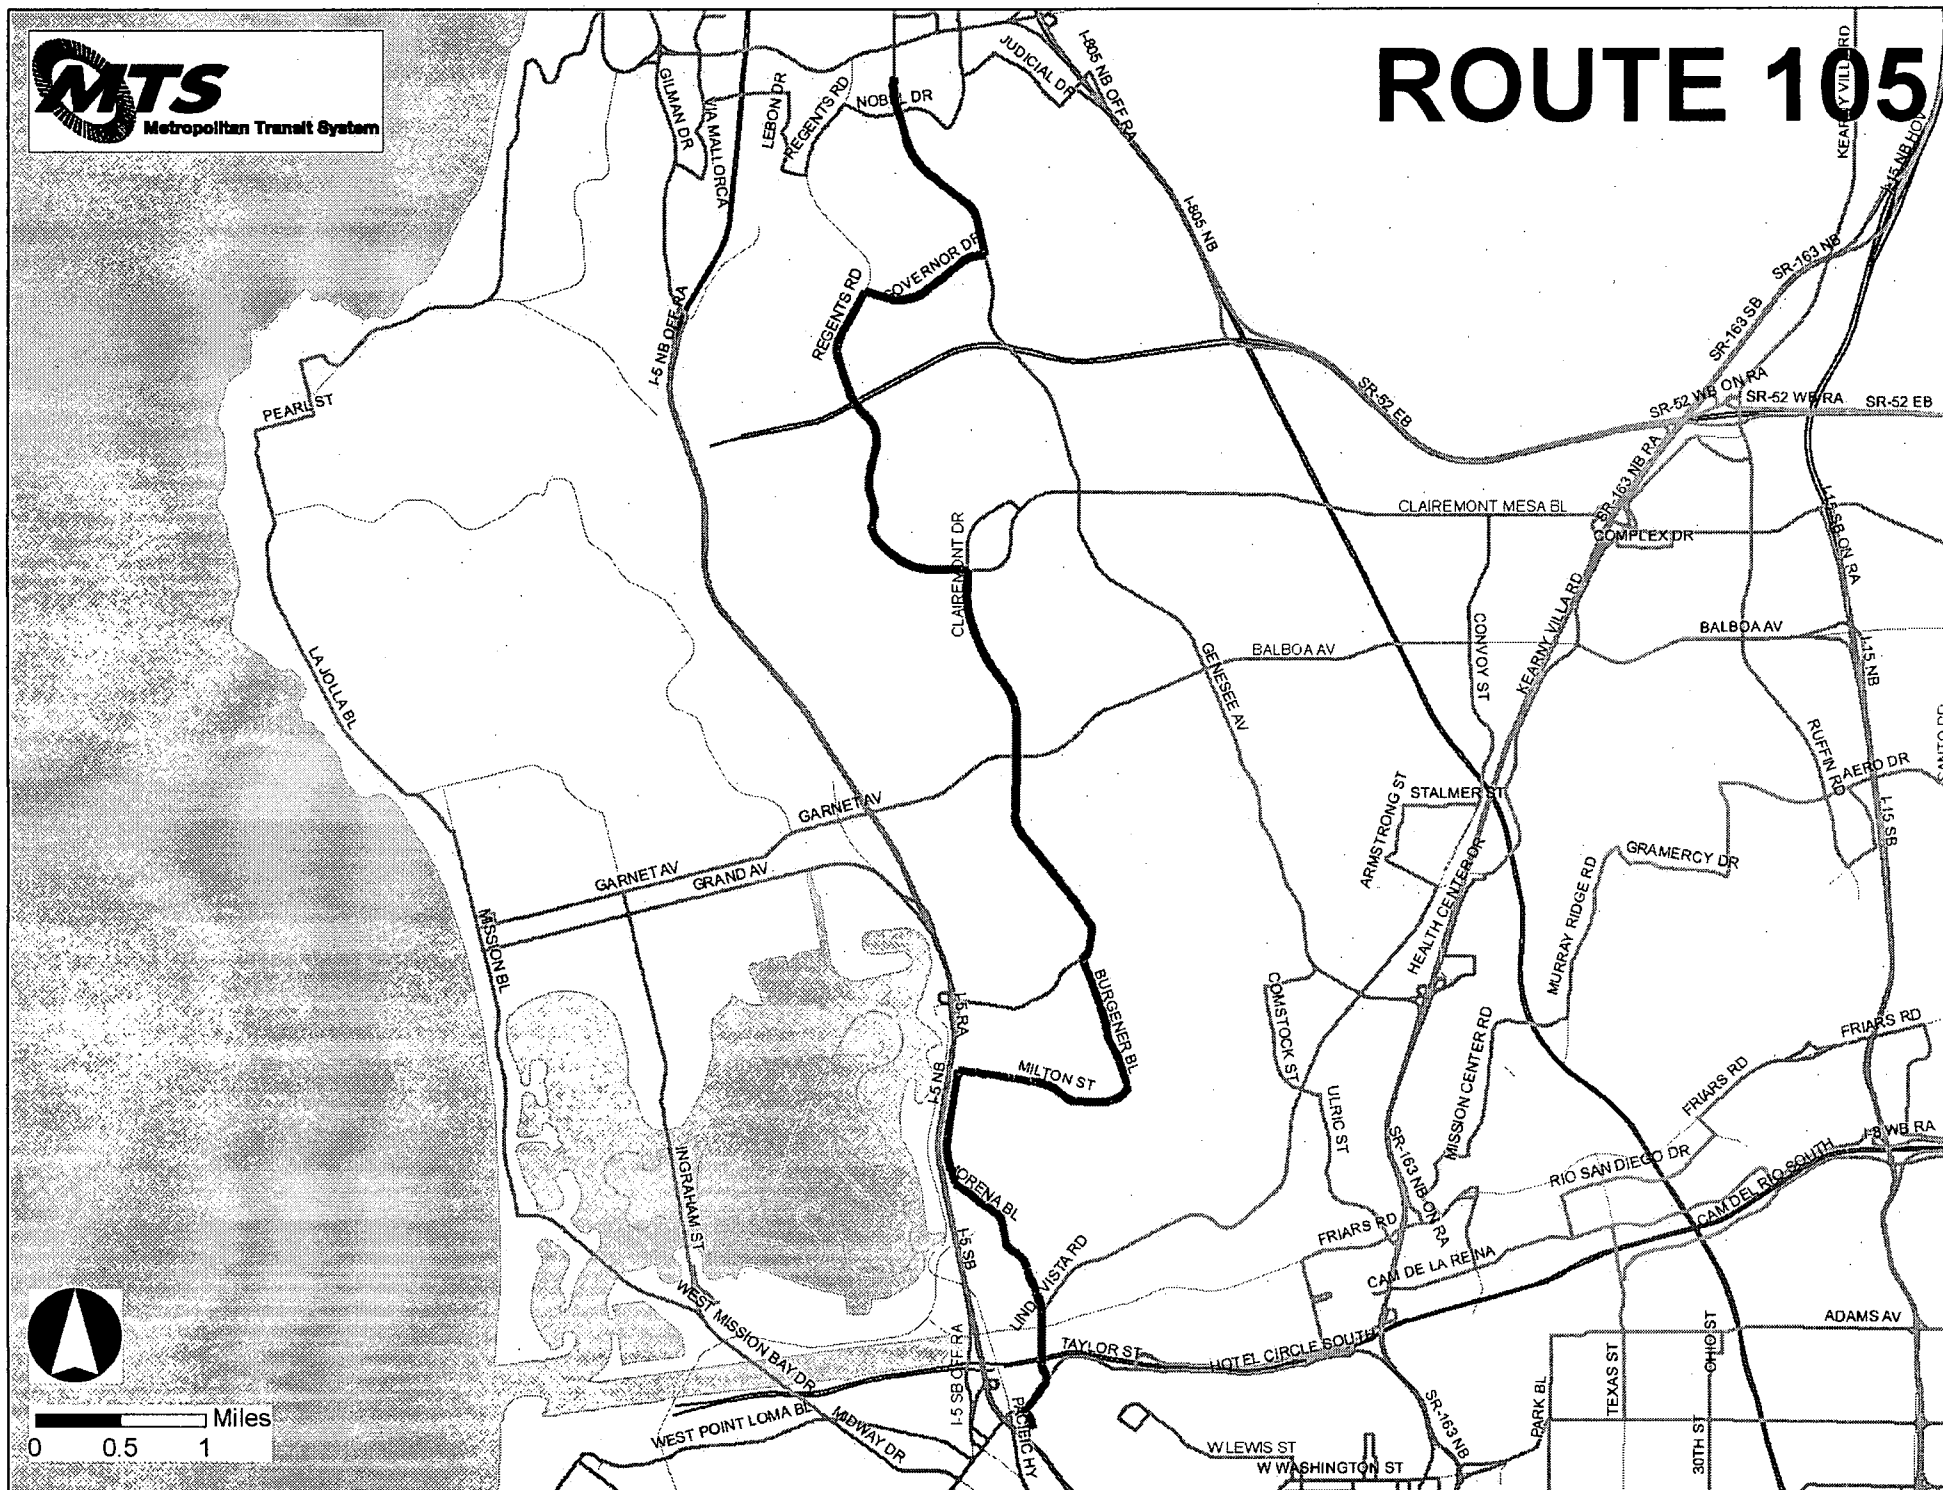 MTS
Metropolitan Transit System
ROUTE 105
KEARNY VILLA RD
I-805 NB OFF RA
JUDICIAL DR
GILMAN DR
VIA MALLORCA
LEBON DR
REGENTS RD
NOBEL DR
I-15 NB HOV
I-805 NB
GOVERNOR DR
REGENTS RD
I-5 NB OFF RA
SR-163 NB
SR-163 SB
PEARL ST
SR-52 EB
SR-52 WB ON RA
SR-52 WB RA
SR-52 EB
SR-163 NB RA
CLAIREMONT MESA BL
COMPLEX DR
I-15 SB ON RA
CLAIREMONT DR
KEARNY VILLA RD
CONVOY ST
BALBOA AV
BALBOA AV
I-15 NB
GENESEE AV
LA JOLLA BL
RUFFIN RD
AERO DR
SANTO RD
STALMER ST
ARMSTRONG ST
GARNET AV
I-15 SB
GARNET AV
GRAND AV
GRAMERCY DR
HEALTH CENTER DR
MURRAY RIDGE RD
MISSION BL
BURGENER BL
COMSTOCK ST
I-5 RA
MISSION CENTER RD
FRIARS RD
MILTON ST
I-5 NB
FRIARS RD
ULRIC ST
SR-163 NB ON RA
I-8 WB RA
INGRAHAM ST
MORENA BL
RIO SAN DIEGO DR
CAM DEL RIO SOUTH
FRIARS RD
I-5 SB
LINDA VISTA RD
CAM DE LA REINA
WEST MISSION BAY DR
ADAMS AV
OHIO ST
TAYLOR ST
HOTEL CIRCLE SOUTH
I-5 SB OFF RA
TEXAS ST
PARK BL
PACIFIC HY
SR-163 NB
WEST POINT LOMA BL
MIDWAY DR
30TH ST
W LEWIS ST
W WASHINGTON ST
Miles
0 0.5 1